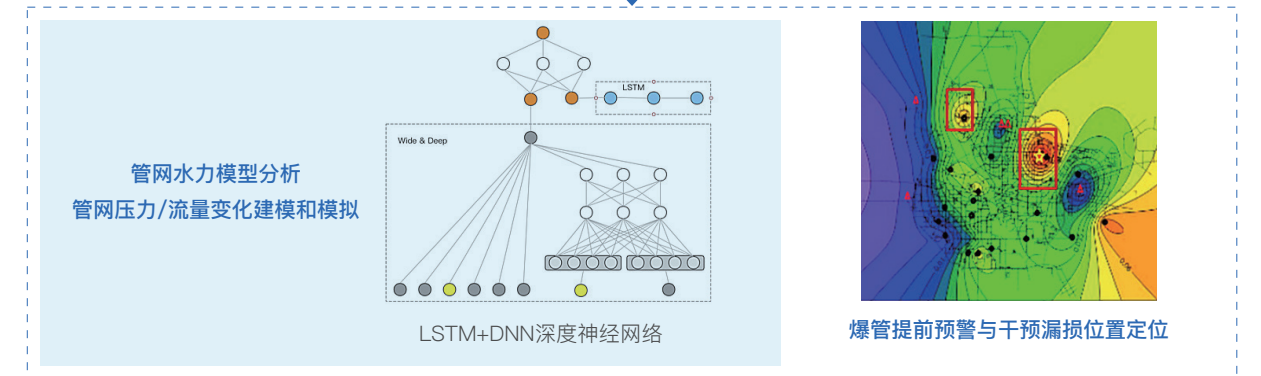 LSTM
Wide & Deep
管网水力模型分析
管网压力/流量变化建模和模拟
LSTM+DNN深度神经网络
爆管提前预警与干预漏损位置定位